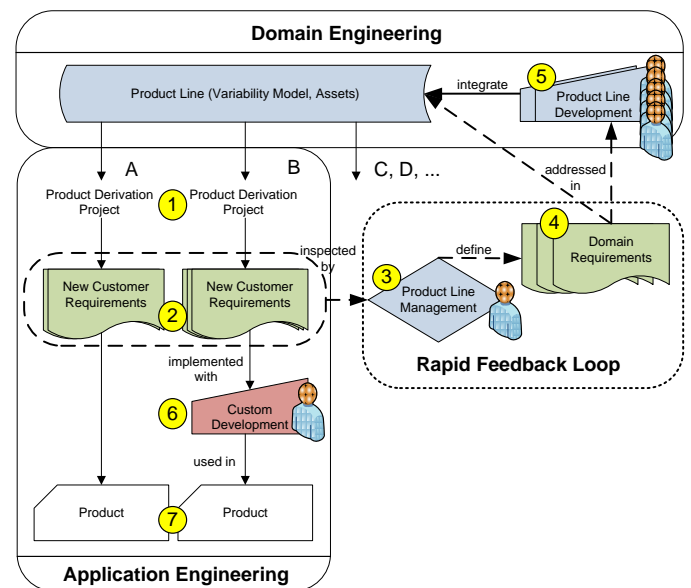 Domain Engineering
Product Line (Variability Model, Assets)
integrate
5
Product Line
Development
A
B
C, D, ...
addressed
in
Product Derivation
Project
1
Product Derivation
Project
inspected
by
4
Domain
Requirements
define
3
Product Line
Management
New Customer
Requirements
2
New Customer
Requirements
Rapid Feedback Loop
implemented
with
6
Custom
Development
used in
Product
7
Product
Application Engineering